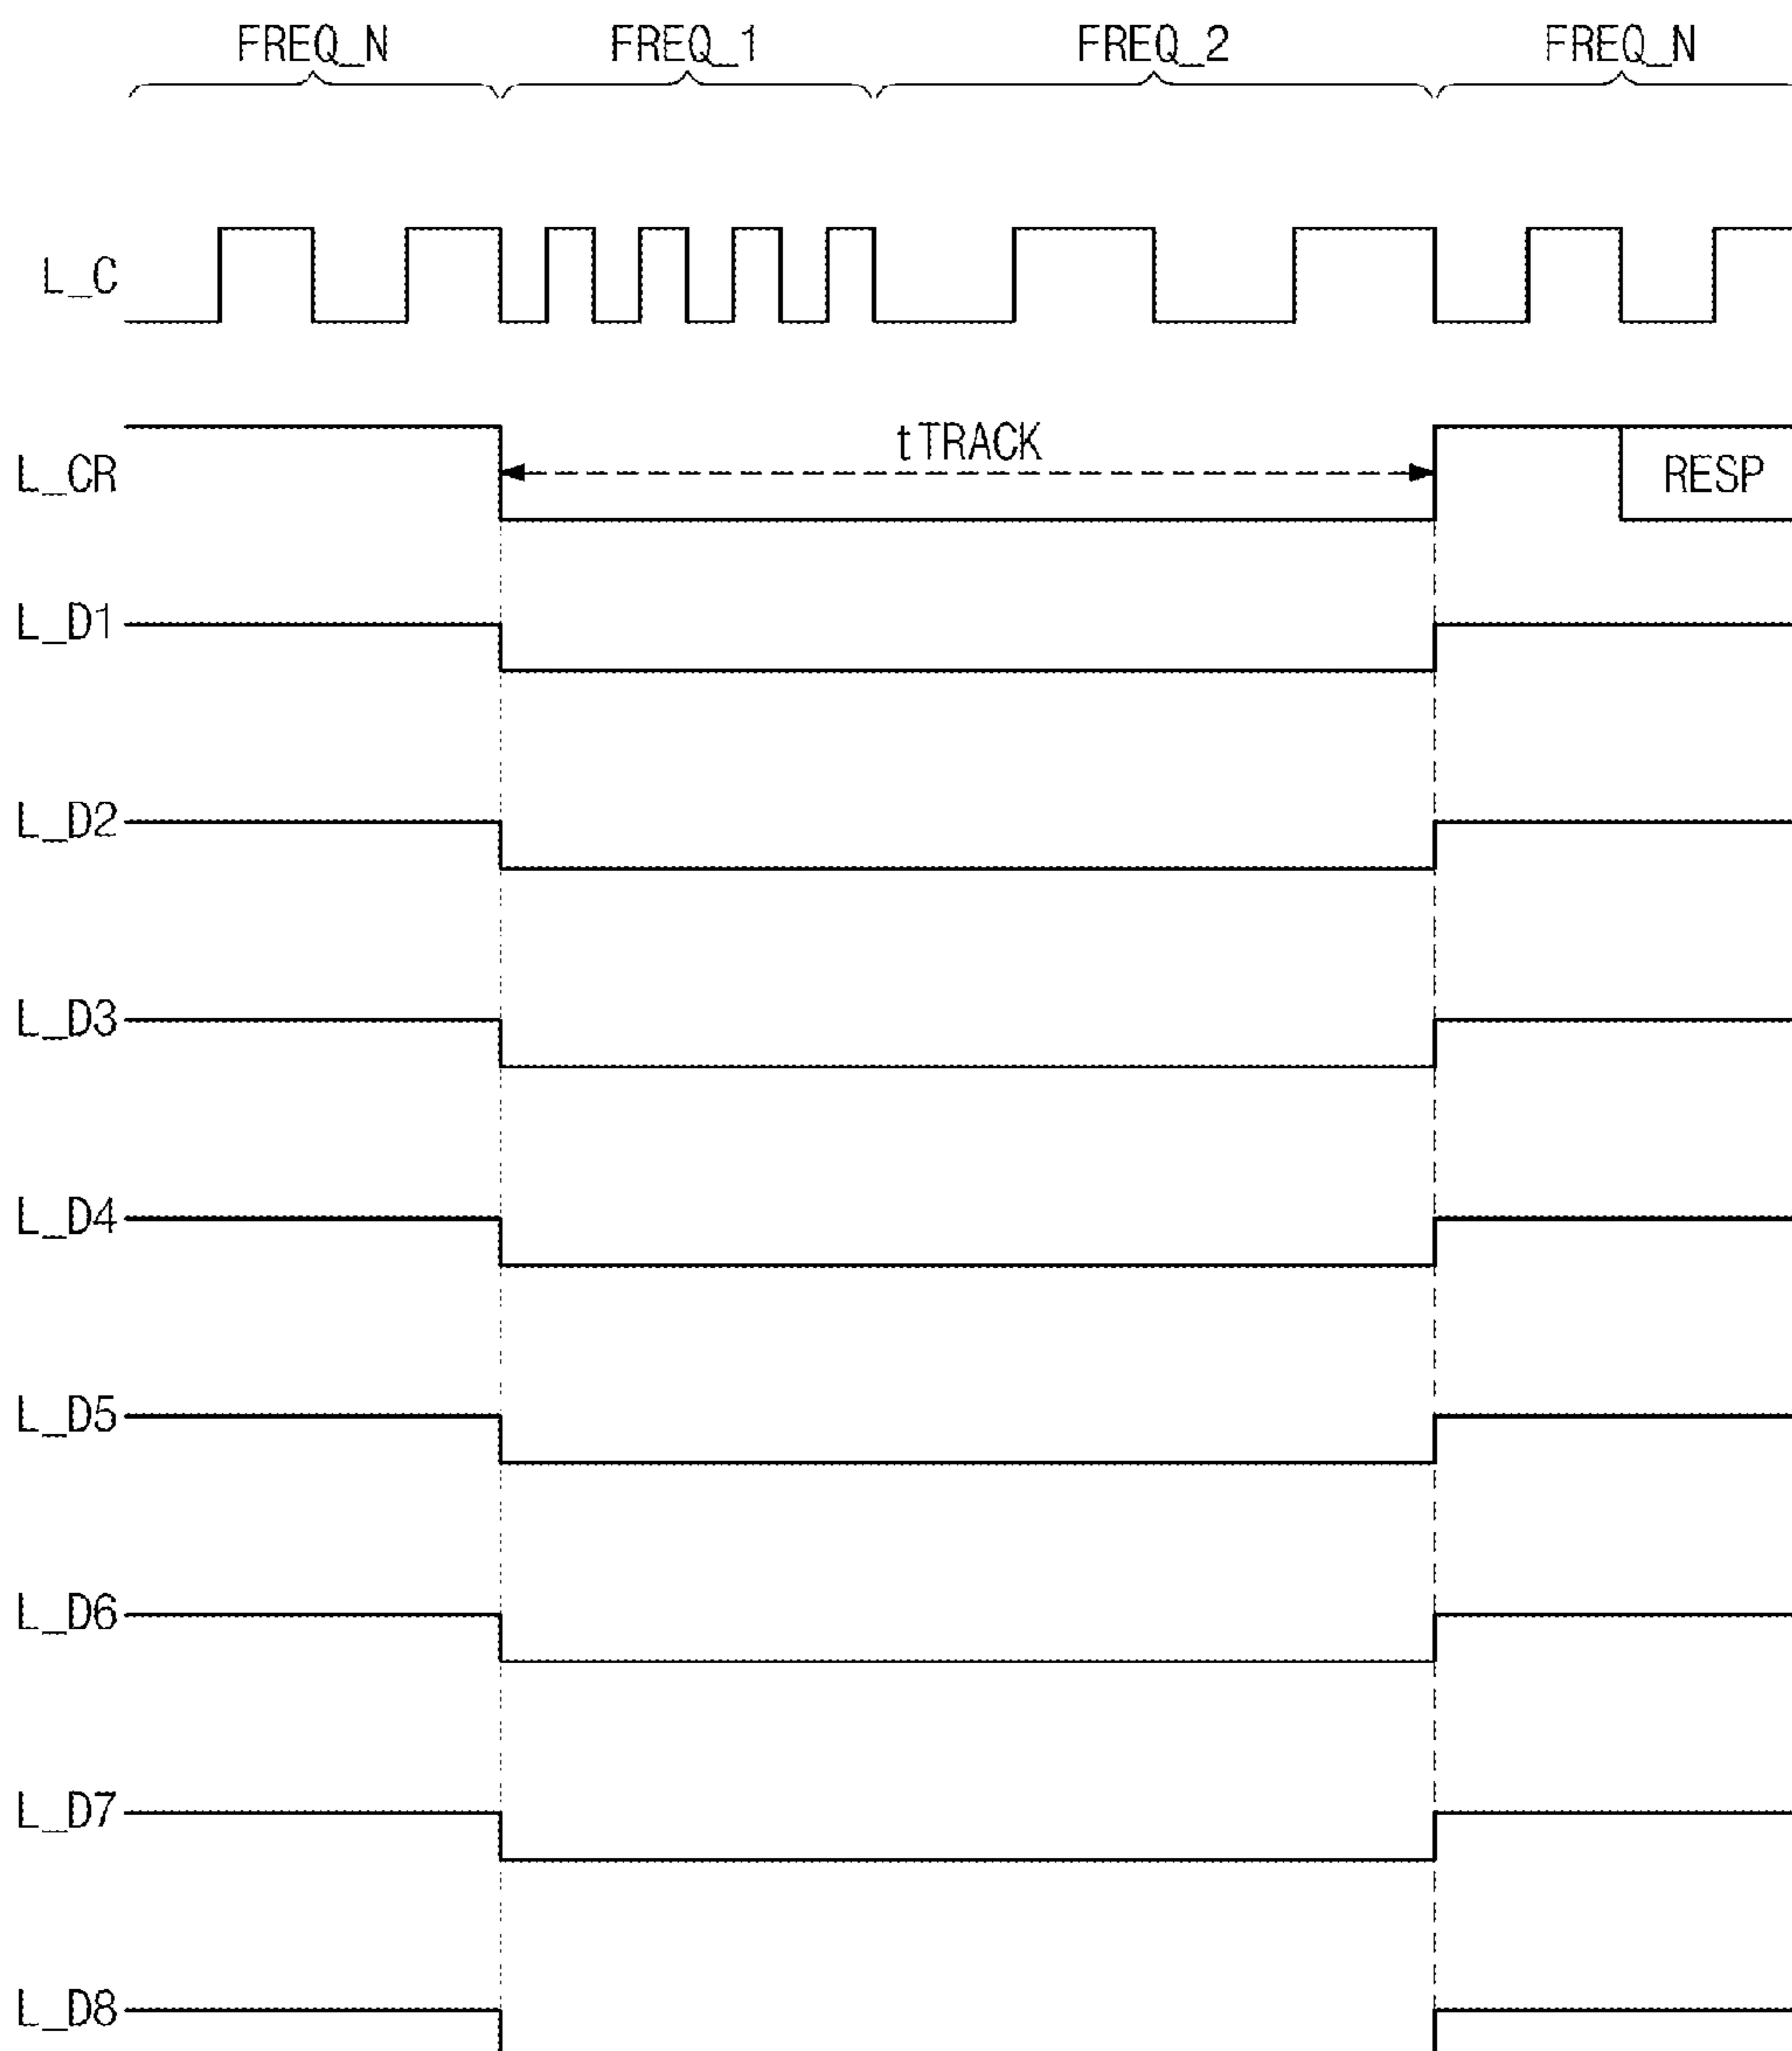 FREQ_N FREQ_1 FREQ_2 FREQ_N
L_C
tTRACK
L_CR RESP
L_D1
L_D2
L_D3
L_D4
L_D5
L_D6
L_D7
L_D8